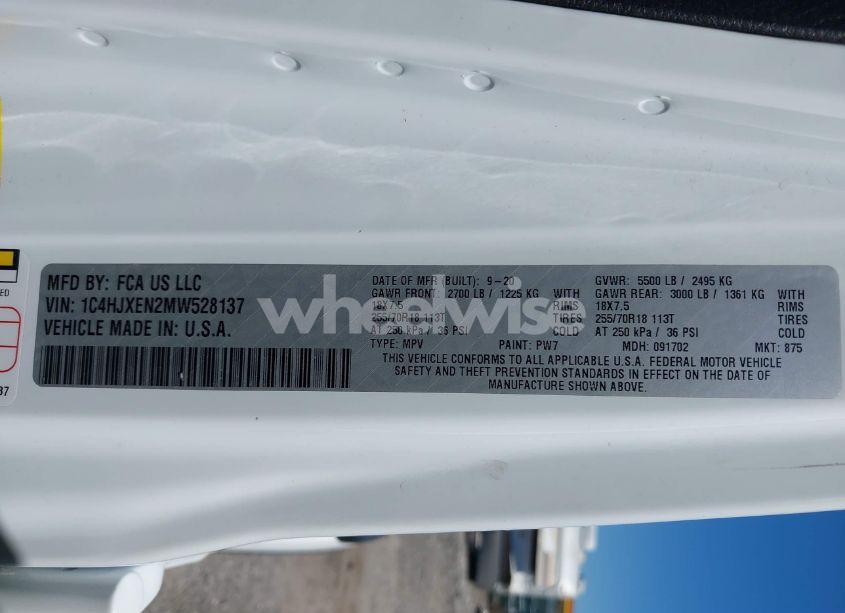 MFD BY: FCA US LLC
VIN: 1C4HJXEN2MW528137
VEHICLE MADE IN: U.S.A.
DATE OF MFR (BUILT): 9-20 GVWR: 5500 LB / 2495 KG
GAWR FRONT: 2700 LB / 1225 KG WITH GAWR REAR: 3000 LB / 1361 KG WITH
18X7.5 RIMS 18X7.5 RIMS
255/70R18 113T TIRES 255/70R18 113T TIRES
AT 250 kPa / 36 PSI COLD AT 250 kPa / 36 PSI COLD
TYPE: MPV PAINT: PW7 MDH: 091702 MKT: 875
THIS VEHICLE CONFORMS TO ALL APPLICABLE U.S.A. FEDERAL MOTOR VEHICLE
SAFETY AND THEFT PREVENTION STANDARDS IN EFFECT ON THE DATE OF
MANUFACTURE SHOWN ABOVE.
wheelwise
37